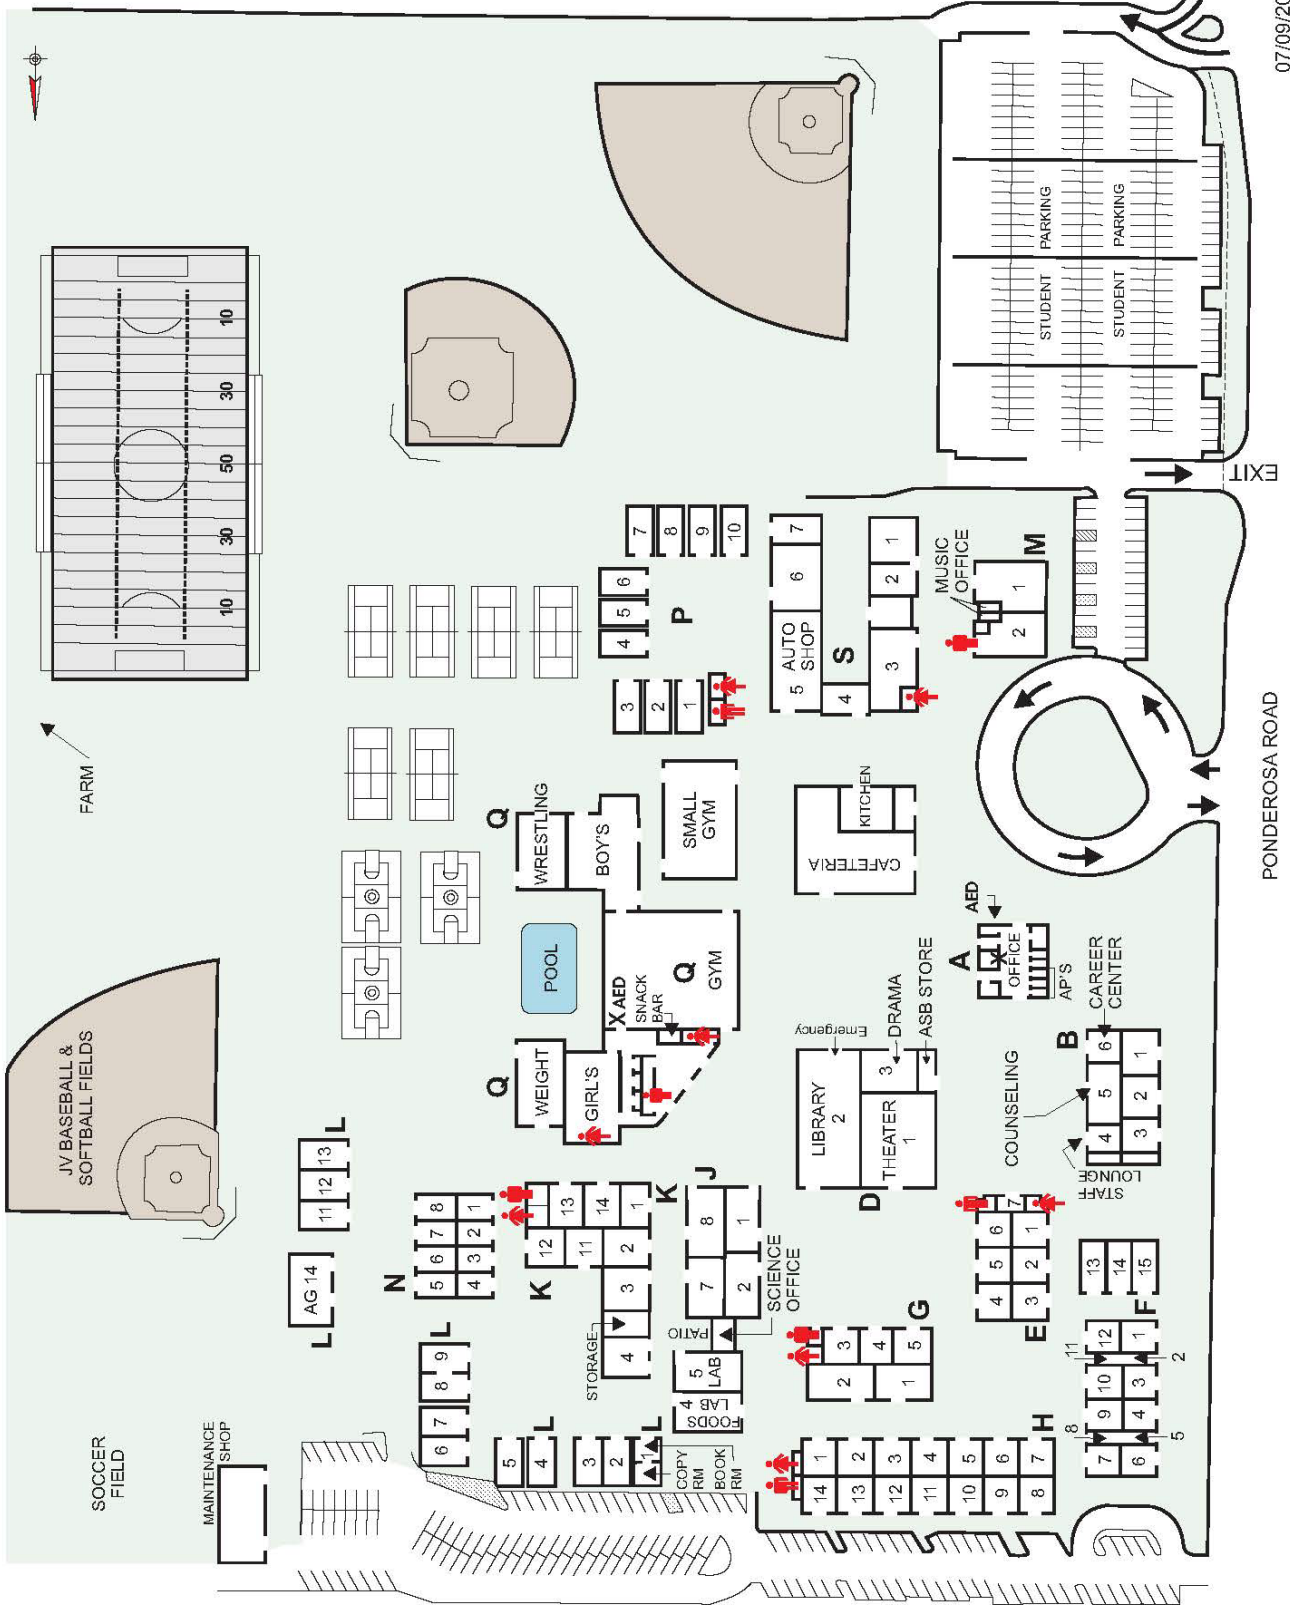 SOCCER
FIELD
MAINTENANCE
SHOP
JV BASEBALL &
SOFTBALL FIELDS
FARM
10
30
50
30
10
AG 14
L
11
12
13
L
L
6
7
8
9
N
5
6
7
8
4
3
2
1
L
5
4
L
3
2
1
COPY
RM
BOOK
RM
K
K
12
13
11
14
1
2
3
4
STORAGE
J
8
1
7
2
PATIO
SCIENCE
OFFICE
5
LAB
FOODS
LAB
4
Q
WEIGHT
GIRL'S
POOL
X AED
SNACK
BAR
Q
GYM
Q
WRESTLING
BOY'S
SMALL
GYM
P
1
2
3
4
5
6
7
8
9
10
S
7
6
AUTO
SHOP
5
4
3
2
1
MUSIC
OFFICE
M
1
2
CAFETERIA
KITCHEN
D
LIBRARY
2
THEATER
1
3
Emergency
DRAMA
ASB STORE
G
3
4
5
2
1
H
14
1
13
2
12
3
11
4
10
5
9
6
8
7
E
4
5
6
7
3
2
1
F
13
14
15
11
12
1
2
10
3
9
4
8
5
7
6
A
X
OFFICE
AED
AP'S
B
COUNSELING
CAREER
CENTER
STAFF
LOUNGE
4
5
6
3
2
1
STUDENT PARKING
STUDENT PARKING
EXIT
PONDEROSA ROAD
07/09/20